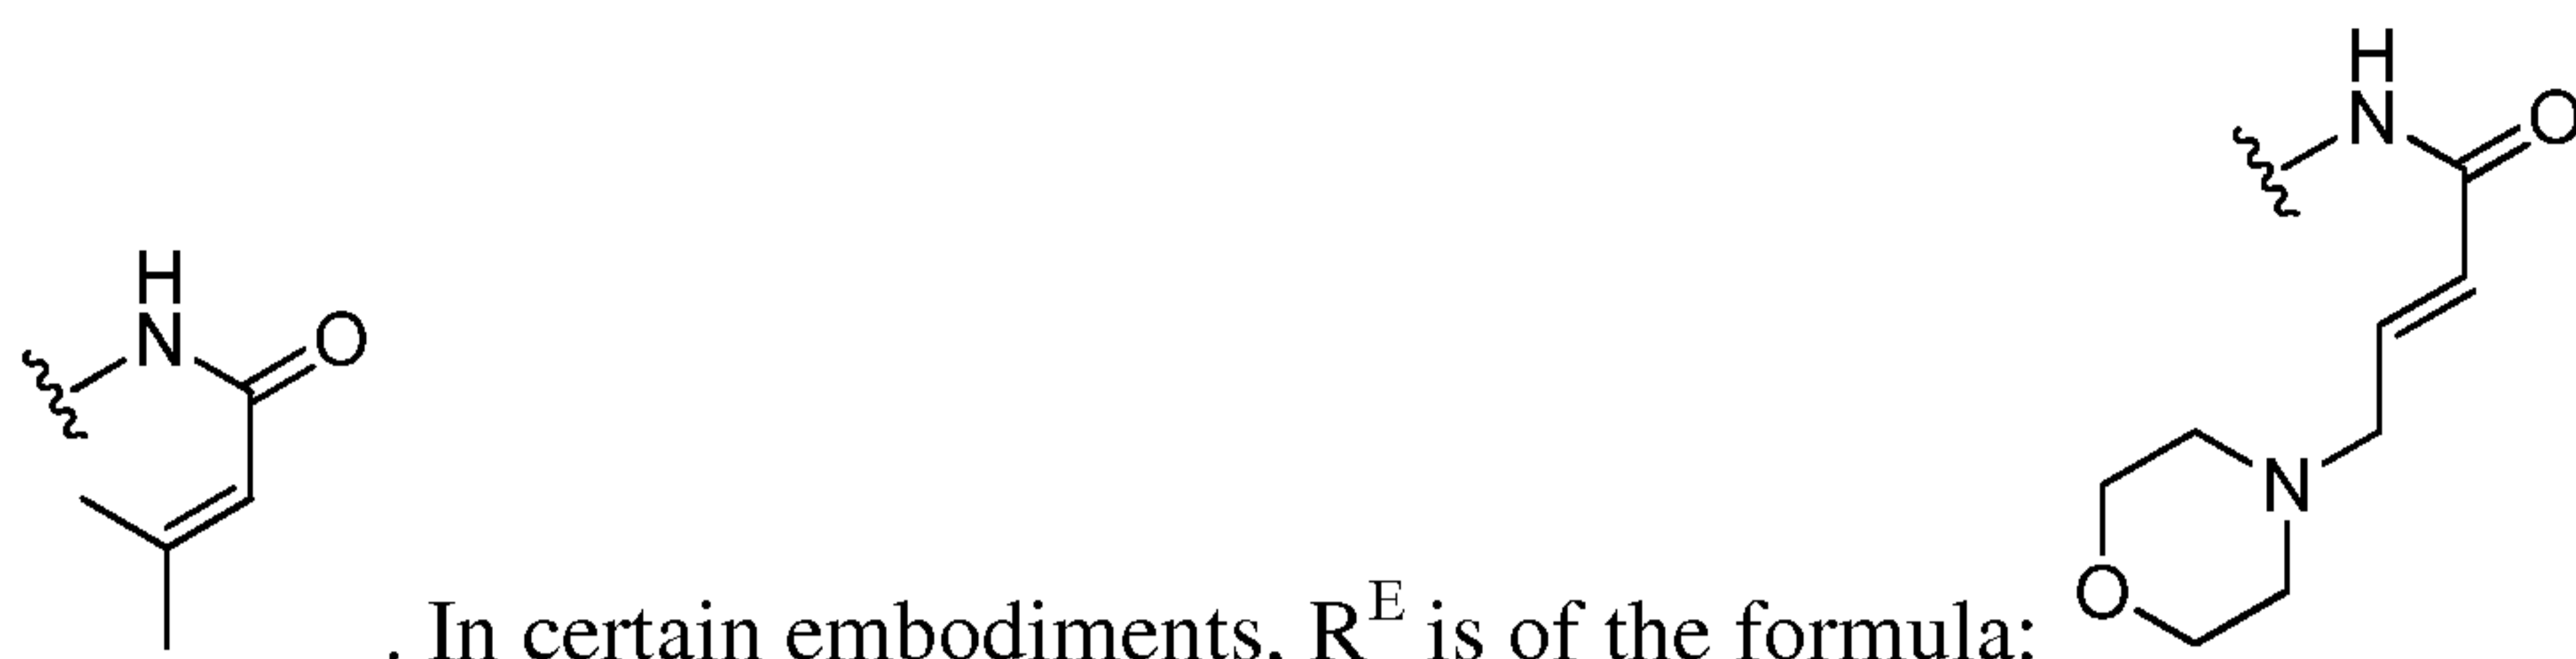 H
N
O
H
N
O
N
O
. In certain embodiments, R^E is of the formula: